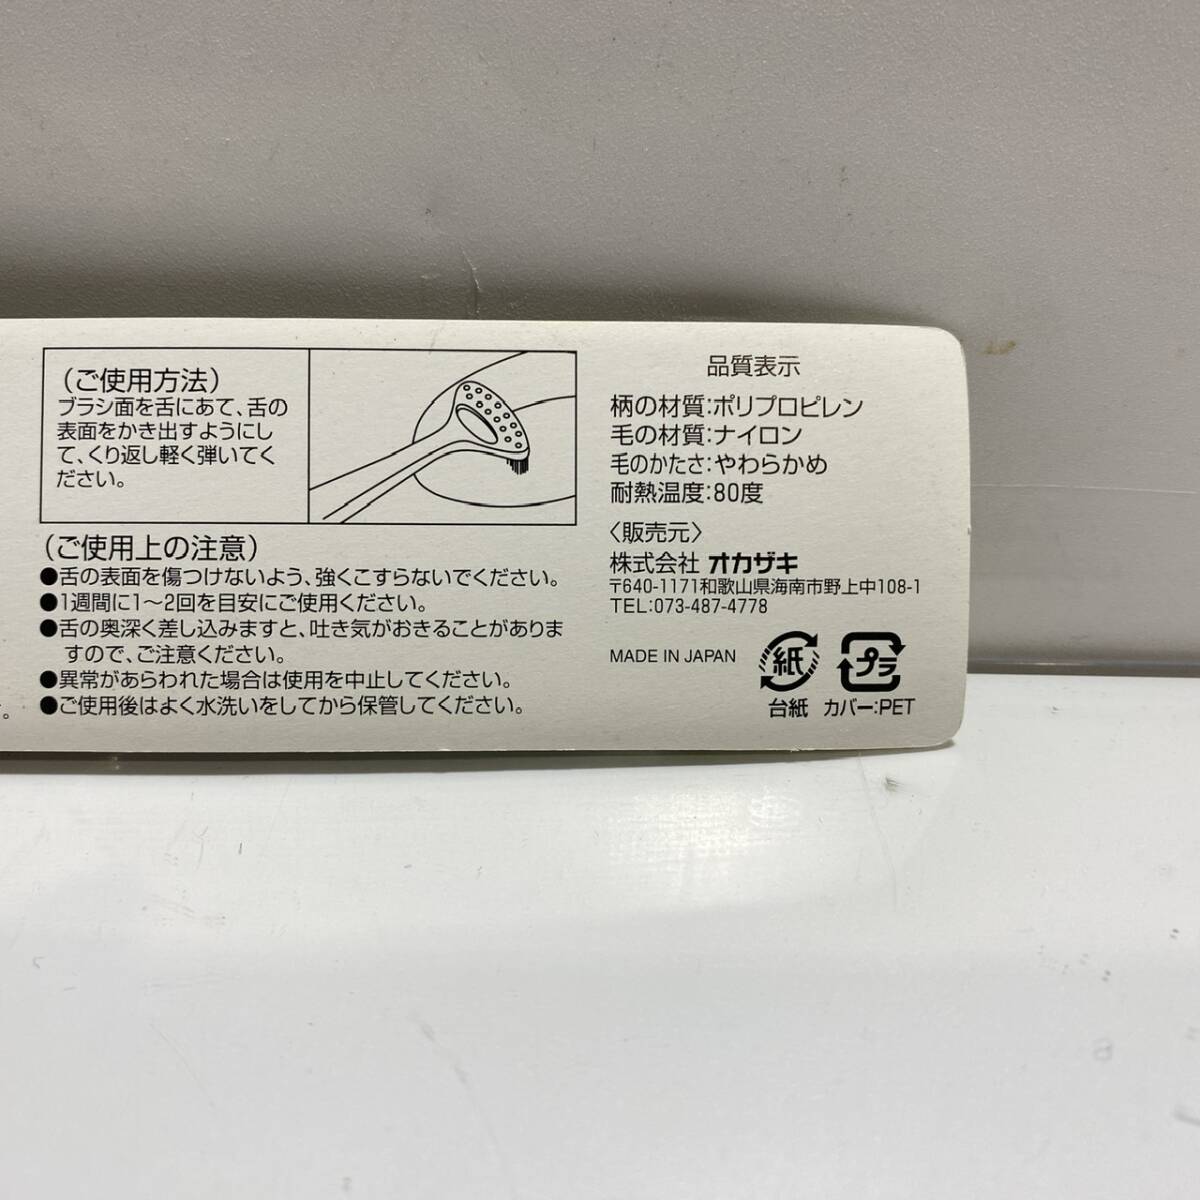 (ご使用方法)
ブラシ面を舌にあて、舌の
表面をかき出すようにし
て、くり返し軽く弾いてく
ださい。
(ご使用上の注意)
●舌の表面を傷つけないよう、強くこすらないでください。
●1週間に1〜2回を目安にご使用ください。
●舌の奥深く差し込みますと、吐き気がおきることがありま
すので、ご注意ください。
●異常があらわれた場合は使用を中止してください。
●ご使用後はよく水洗いをしてから保管してください。
品質表示
柄の材質:ポリプロピレン
毛の材質:ナイロン
毛のかたさ:やわらかめ
耐熱温度:80度
〈販売元〉
株式会社 オカザキ
〒640-1171和歌山県海南市野上中108-1
TEL:073-487-4778
MADE IN JAPAN
紙
プラ
台紙 カバー:PET